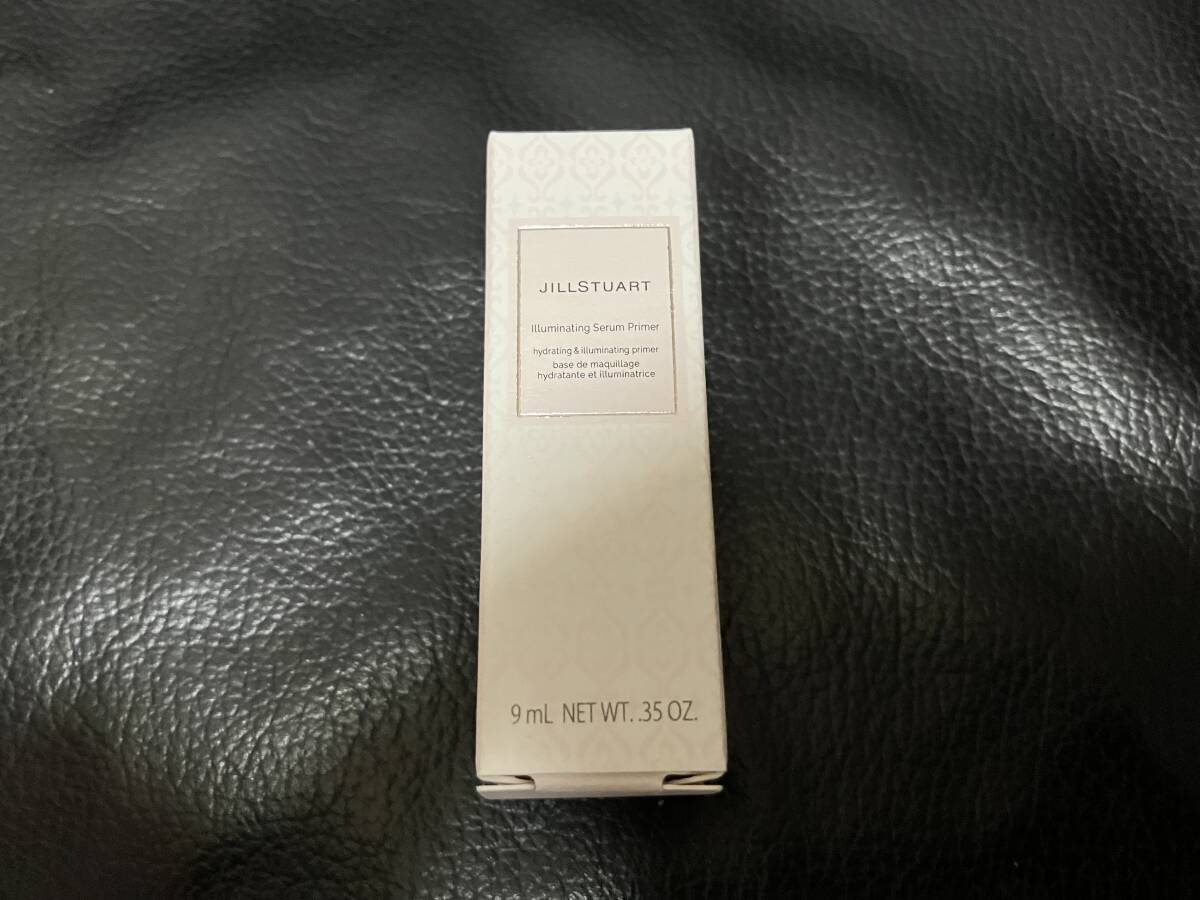 JILLSTUART
Illuminating Serum Primer
hydrating & illuminating primer
base de maquillage
hydratante et illuminatrice
9 mL NET WT. .35 OZ.